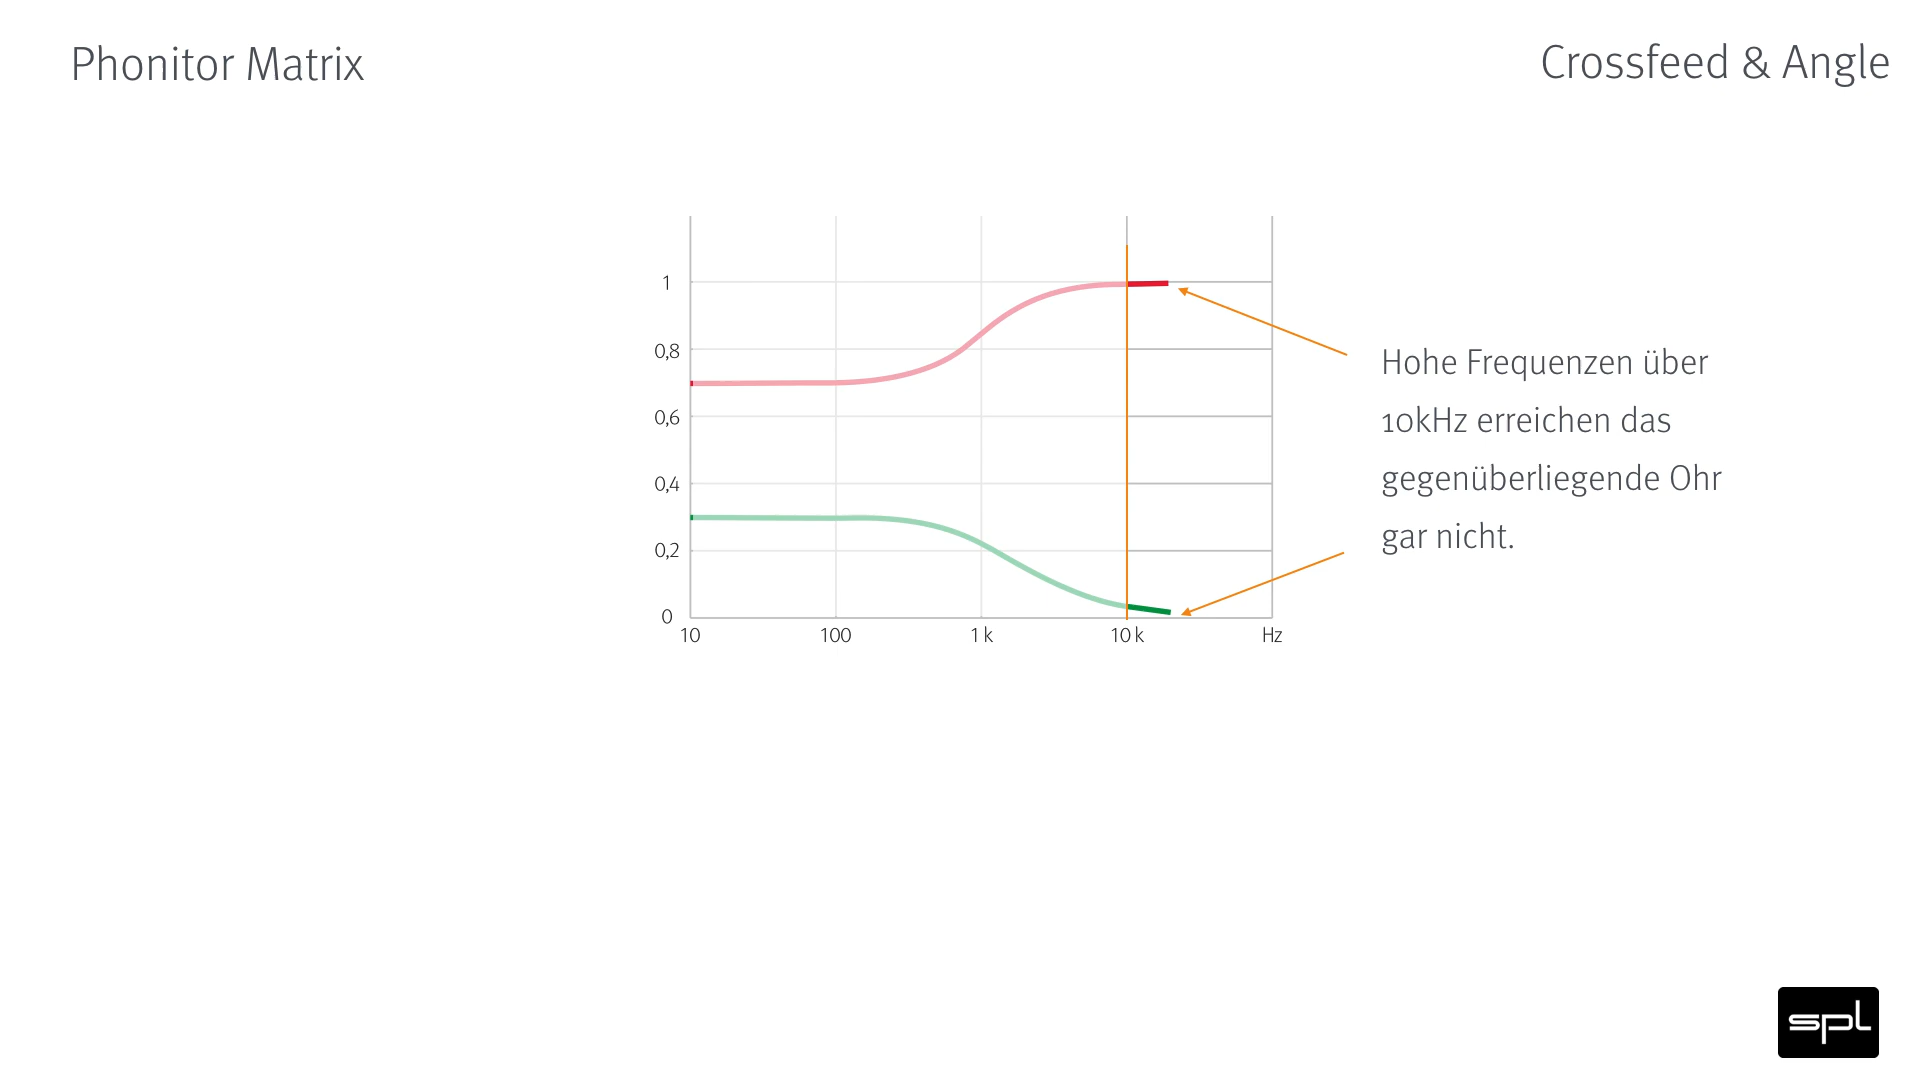 Phonitor Matrix
Crossfeed & Angle
1
0,8
0,6
0,4
0,2
0
10
100
1 k
10 k
Hz
Hohe Frequenzen über
10kHz erreichen das
gegenüberliegende Ohr
gar nicht.
spl